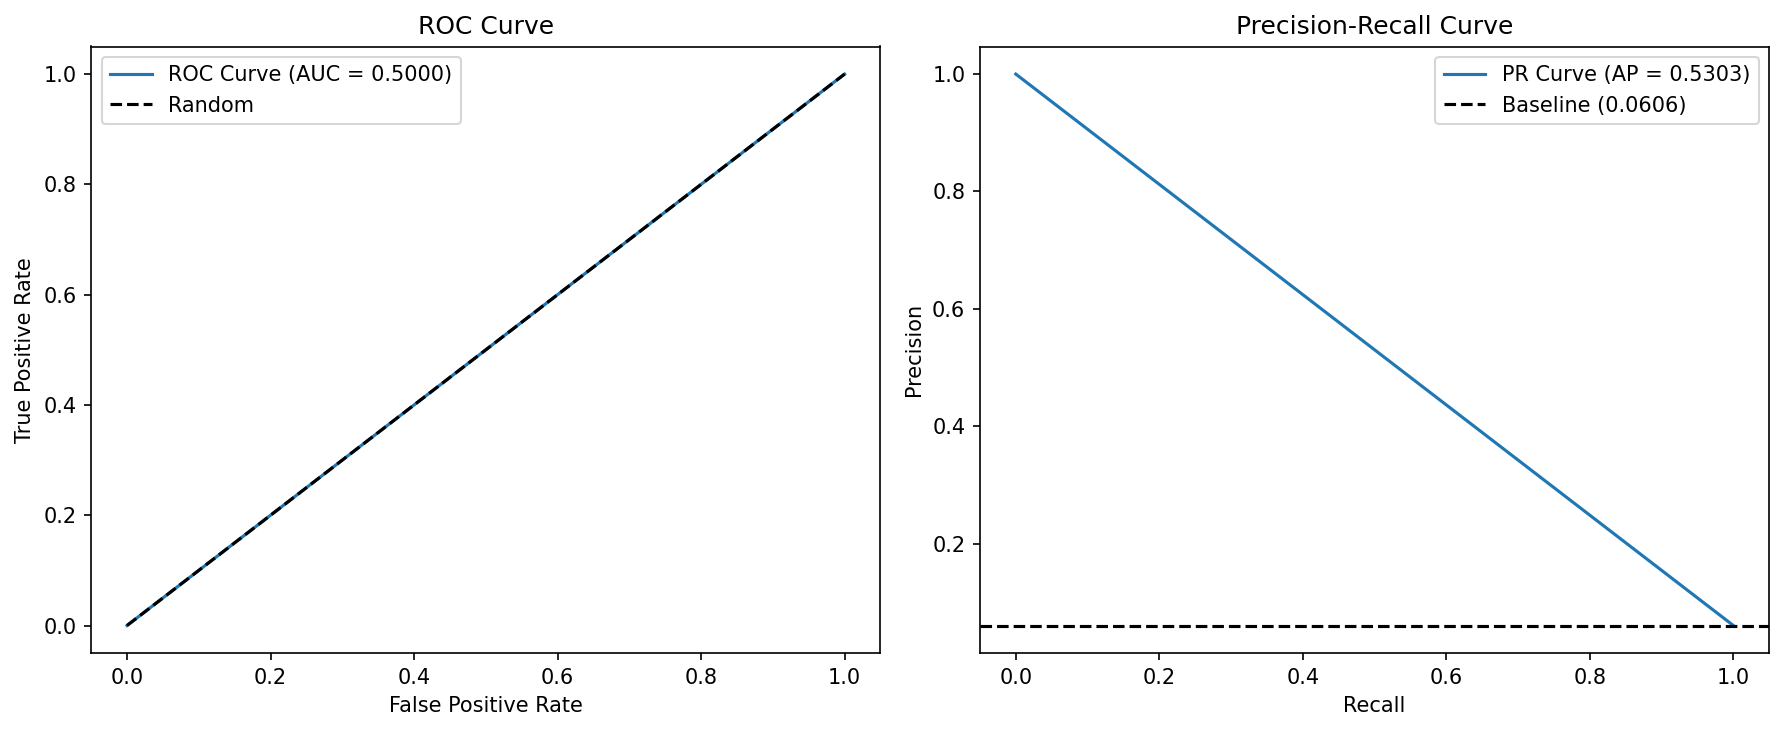 ROC Curve
ROC Curve (AUC = 0.5000)
Random
1.0
0.8
0.6
0.4
0.2
0.0
True Positive Rate
0.0 0.2 0.4 0.6 0.8 1.0
False Positive Rate
Precision-Recall Curve
PR Curve (AP = 0.5303)
Baseline (0.0606)
1.0
0.8
0.6
0.4
0.2
Precision
0.0 0.2 0.4 0.6 0.8 1.0
Recall